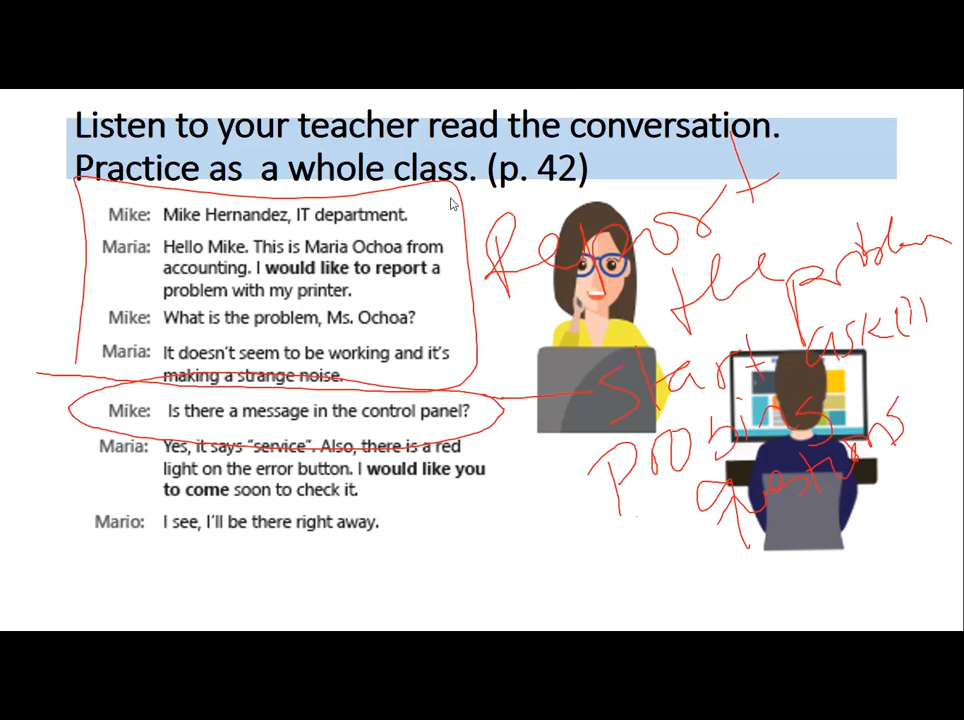 Listen to your teacher read the conversation.
Practice as a whole class. (p. 42)
Mike: Mike Hernandez, IT department.
Maria: Hello Mike. This is Maria Ochoa from
accounting. I would like to report a
problem with my printer.
Mike: What is the problem, Ms. Ochoa?
Maria: It doesn't seem to be working and it's
making a strange noise.
Mike: Is there a message in the control panel?
Maria: Yes, it says "service". Also, there is a red
light on the error button. I would like you
to come soon to check it.
Mario: I see, I'll be there right away.
Report
the problem
start
probing
questions